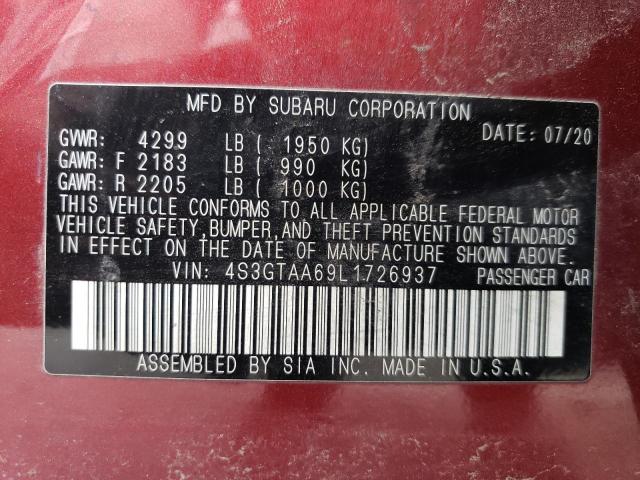 MFD BY SUBARU CORPORATION
DATE: 07/20
GVWR: 4299 LB ( 1950 KG)
GAWR: F 2183 LB ( 990 KG)
GAWR: R 2205 LB ( 1000 KG)
THIS VEHICLE CONFORMS TO ALL APPLICABLE FEDERAL MOTOR
VEHICLE SAFETY, BUMPER, AND THEFT PREVENTION STANDARDS
IN EFFECT ON THE DATE OF MANUFACTURE SHOWN ABOVE.
VIN: 4S3GTAA69L1726937 PASSENGER CAR
ASSEMBLED BY SIA INC. MADE IN U.S.A.